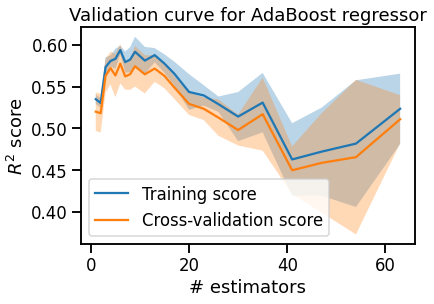 Validation curve for AdaBoost regressor
0.60
0.55
0.50
0.45
0.40
R² score
Training score
Cross-validation score
0
20
40
60
# estimators